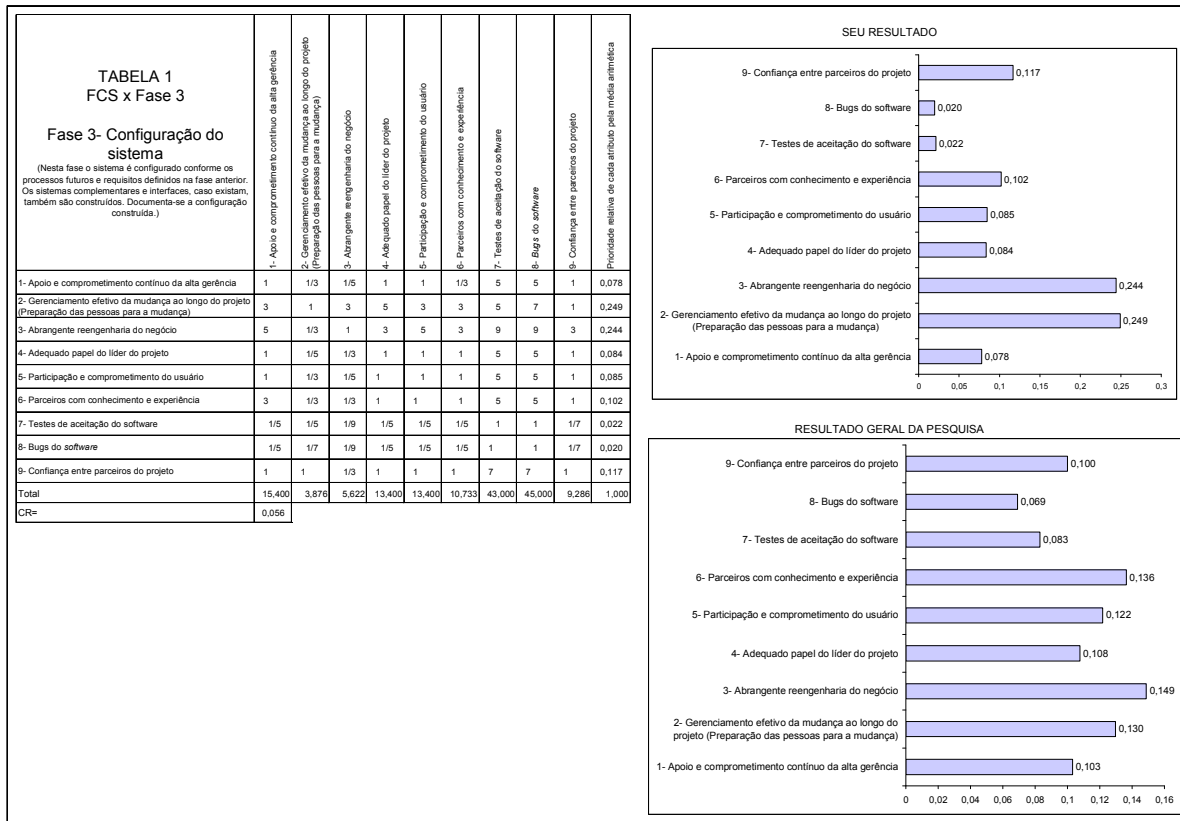 TABELA 1
FCS x Fase 3
Fase 3- Configuração do
sistema
(Nesta fase o sistema é configurado conforme os
processos futuros e requisitos definidos na fase anterior.
Os sistemas complementares e interfaces, caso existam,
também são construídos. Documenta-se a configuração
construída.)
1- Apoio e comprometimento contínuo da alta gerência
2- Gerenciamento efetivo da mudança ao longo do projeto
(Preparação das pessoas para a mudança)
3- Abrangente reengenharia do negócio
4- Adequado papel do líder do projeto
5- Participação e comprometimento do usuário
6- Parceiros com conhecimento e experiência
7- Testes de aceitação do software
8- Bugs do software
9- Confiança entre parceiros do projeto
Prioridade relativa de cada atributo pela média aritmética
1- Apoio e comprometimento contínuo da alta gerência 1 1/3 1/5 1 1 1/3 5 5 1 0,078
2- Gerenciamento efetivo da mudança ao longo do projeto
(Preparação das pessoas para a mudança) 3 1 3 5 3 3 5 7 1 0,249
3- Abrangente reengenharia do negócio 5 1/3 1 3 5 3 9 9 3 0,244
4- Adequado papel do líder do projeto 1 1/5 1/3 1 1 1 5 5 1 0,084
5- Participação e comprometimento do usuário 1 1/3 1/5 1 1 1 5 5 1 0,085
6- Parceiros com conhecimento e experiência 3 1/3 1/3 1 1 1 5 5 1 0,102
7- Testes de aceitação do software 1/5 1/5 1/9 1/5 1/5 1/5 1 1 1/7 0,022
8- Bugs do software 1/5 1/7 1/9 1/5 1/5 1/5 1 1 1/7 0,020
9- Confiança entre parceiros do projeto 1 1 1/3 1 1 1 7 7 1 0,117
Total 15,400 3,876 5,622 13,400 13,400 10,733 43,000 45,000 9,286 1,000
CR= 0,056
SEU RESULTADO
9- Confiança entre parceiros do projeto 0,117
8- Bugs do software 0,020
7- Testes de aceitação do software 0,022
6- Parceiros com conhecimento e experiência 0,102
5- Participação e comprometimento do usuário 0,085
4- Adequado papel do líder do projeto 0,084
3- Abrangente reengenharia do negócio 0,244
2- Gerenciamento efetivo da mudança ao longo do projeto
(Preparação das pessoas para a mudança) 0,249
1- Apoio e comprometimento contínuo da alta gerência 0,078
0 0,05 0,1 0,15 0,2 0,25 0,3
RESULTADO GERAL DA PESQUISA
9- Confiança entre parceiros do projeto 0,100
8- Bugs do software 0,069
7- Testes de aceitação do software 0,083
6- Parceiros com conhecimento e experiência 0,136
5- Participação e comprometimento do usuário 0,122
4- Adequado papel do líder do projeto 0,108
3- Abrangente reengenharia do negócio 0,149
2- Gerenciamento efetivo da mudança ao longo do
projeto (Preparação das pessoas para a mudança) 0,130
1- Apoio e comprometimento contínuo da alta gerência 0,103
0 0,02 0,04 0,06 0,08 0,1 0,12 0,14 0,16